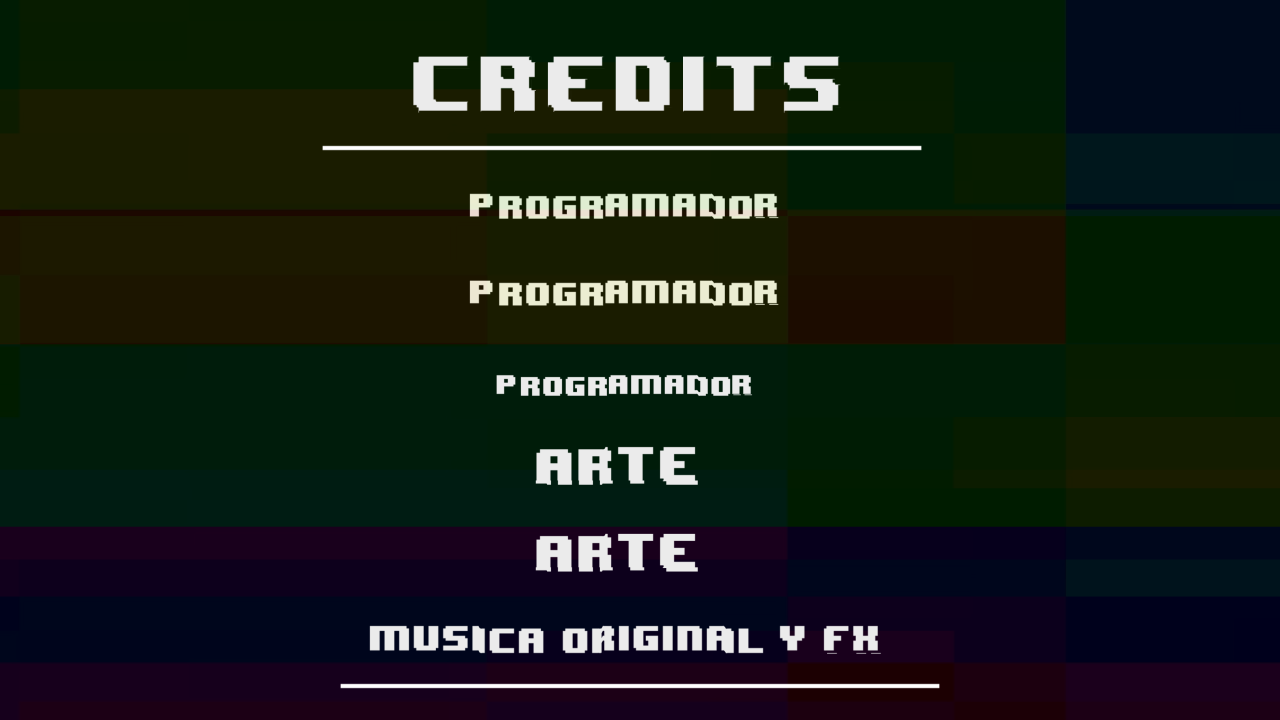 CREDITS
PROGRAMADOR
PROGRAMADOR
PROGRAMADOR
ARTE
ARTE
MUSICA ORIGINAL Y FX